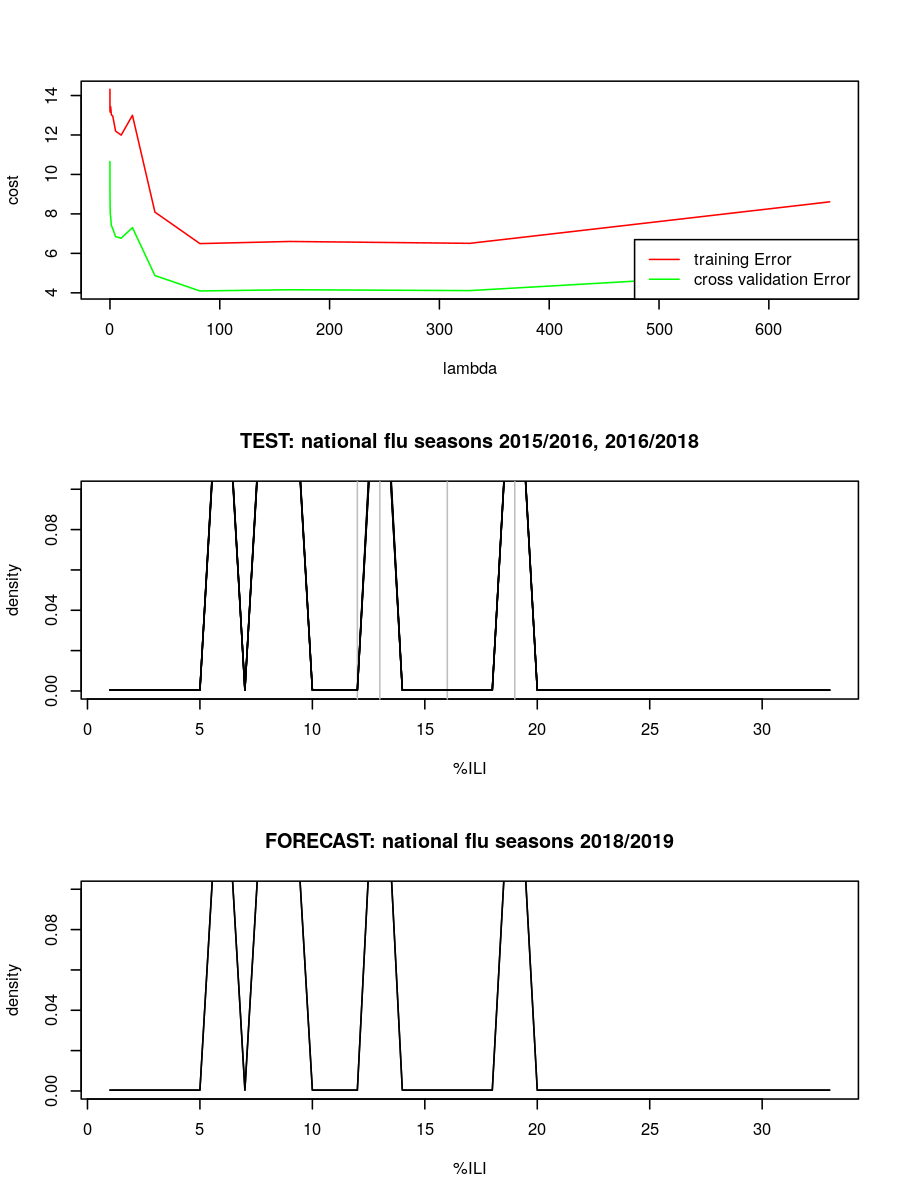 14
12
10
8
6
4
cost
training Error
cross validation Error
0 100 200 300 400 500 600
lambda
TEST: national flu seasons 2015/2016, 2016/2018
0.08
0.04
0.00
density
0 5 10 15 20 25 30
%ILI
FORECAST: national flu seasons 2018/2019
0.08
0.04
0.00
density
0 5 10 15 20 25 30
%ILI